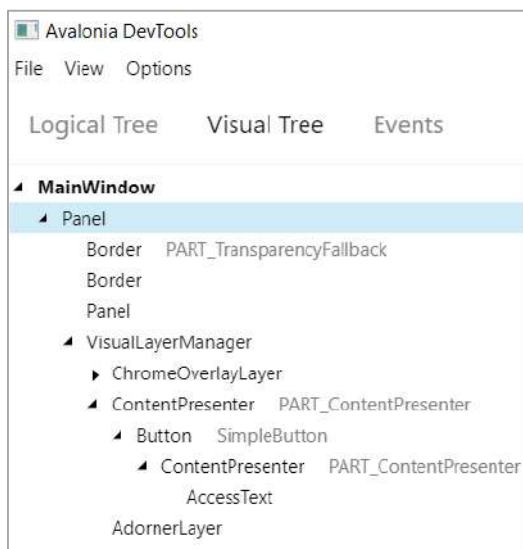 Avalonia DevTools
File View Options
Logical Tree Visual Tree Events
MainWindow
Panel
Border PART_TransparencyFallback
Border
Panel
VisualLayerManager
ChromeOverlayLayer
ContentPresenter PART_ContentPresenter
Button SimpleButton
ContentPresenter PART_ContentPresenter
AccessText
AdornerLayer